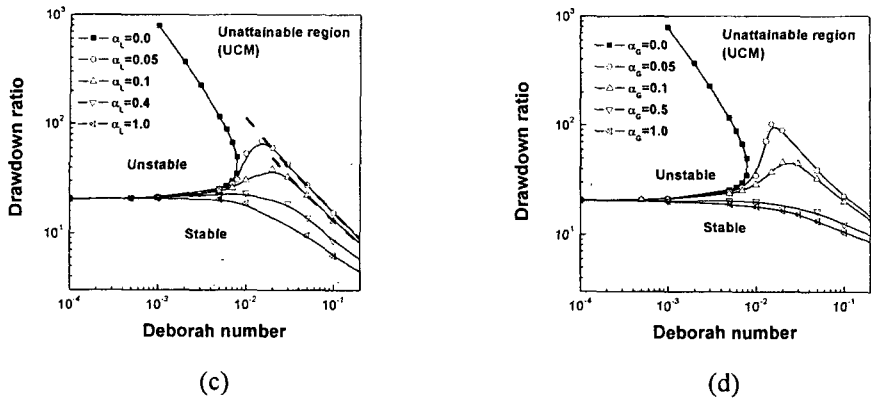 10³
10²
10¹
Drawdown ratio
α_L=0.0
α_L=0.05
α_L=0.1
α_L=0.4
α_L=1.0
Unattainable region
(UCM)
Unstable
Stable
10⁻⁴ 10⁻³ 10⁻² 10⁻¹
Deborah number
(c)
10³
10²
10¹
Drawdown ratio
α_G=0.0
α_G=0.05
α_G=0.1
α_G=0.5
α_G=1.0
Unattainable region
(UCM)
Unstable
Stable
10⁻⁴ 10⁻³ 10⁻² 10⁻¹
Deborah number
(d)